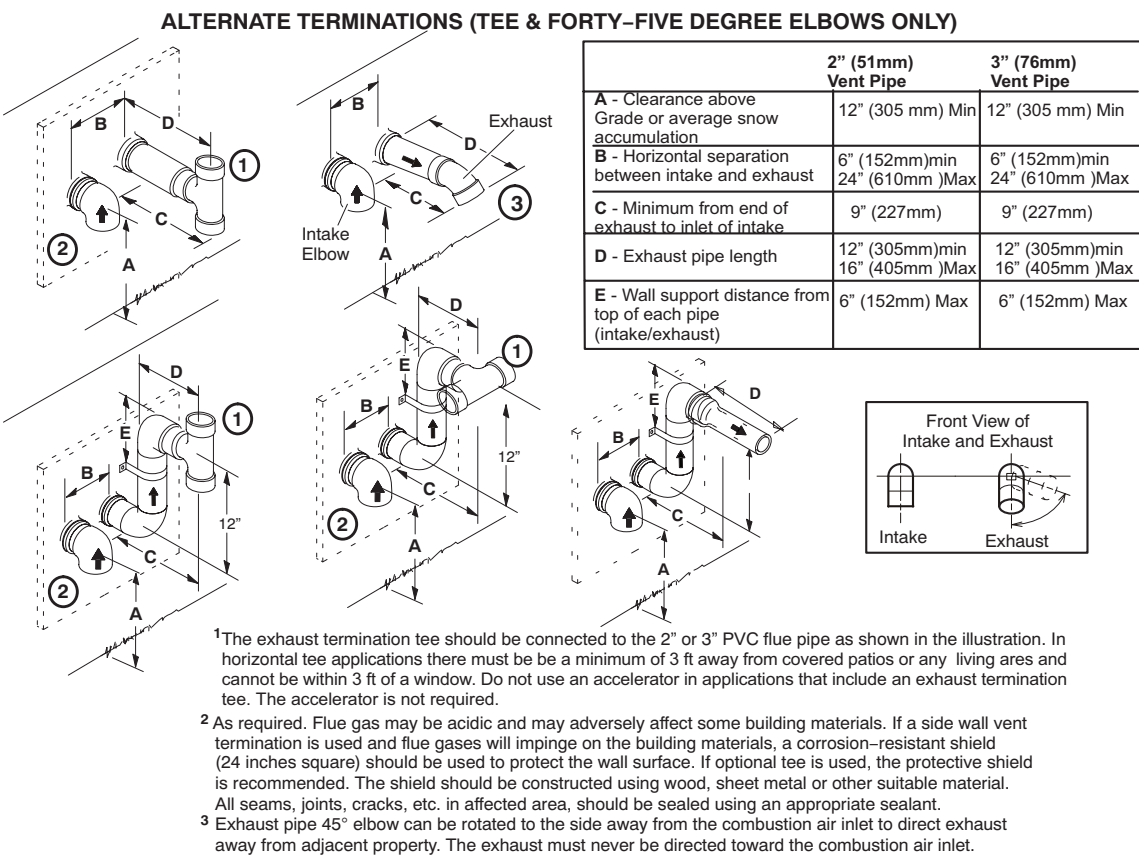 ALTERNATE TERMINATIONS (TEE & FORTY–FIVE DEGREE ELBOWS ONLY)
B
D
1
2
C
A
B
D
Exhaust
C
3
Intake
Elbow
A
2” (51mm)
Vent Pipe
3” (76mm)
Vent Pipe
A - Clearance above
Grade or average snow
accumulation
12” (305 mm) Min
12” (305 mm) Min
B - Horizontal separation
between intake and exhaust
6” (152mm)min
24” (610mm )Max
6” (152mm)min
24” (610mm )Max
C - Minimum from end of
exhaust to inlet of intake
9” (227mm)
9” (227mm)
D - Exhaust pipe length
12” (305mm)min
16” (405mm )Max
12” (305mm)min
16” (405mm )Max
E - Wall support distance from
top of each pipe
(intake/exhaust)
6” (152mm) Max
6” (152mm) Max
D
E
1
B
12”
C
2
A
D
E
1
B
12”
C
2
A
E
D
B
C
A
Front View of
Intake and Exhaust
Intake
Exhaust
1The exhaust termination tee should be connected to the 2” or 3” PVC flue pipe as shown in the illustration. In
horizontal tee applications there must be be a minimum of 3 ft away from covered patios or any living ares and
cannot be within 3 ft of a window. Do not use an accelerator in applications that include an exhaust termination
tee. The accelerator is not required.
2 As required. Flue gas may be acidic and may adversely affect some building materials. If a side wall vent
termination is used and flue gases will impinge on the building materials, a corrosion–resistant shield
(24 inches square) should be used to protect the wall surface. If optional tee is used, the protective shield
is recommended. The shield should be constructed using wood, sheet metal or other suitable material.
All seams, joints, cracks, etc. in affected area, should be sealed using an appropriate sealant.
3 Exhaust pipe 45° elbow can be rotated to the side away from the combustion air inlet to direct exhaust
away from adjacent property. The exhaust must never be directed toward the combustion air inlet.